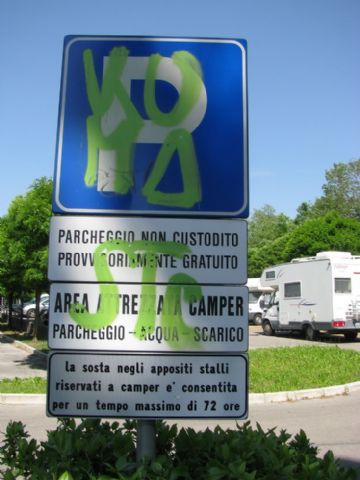 P
PARCHEGGIO NON CUSTODITO
PROVVISORIAMENTE GRATUITO
AREA ATTREZZATA CAMPER
PARCHEGGIO - ACQUA - SCARICO
la sosta negli appositi stalli
riservati a camper e' consentita
per un tempo massimo di 72 ore